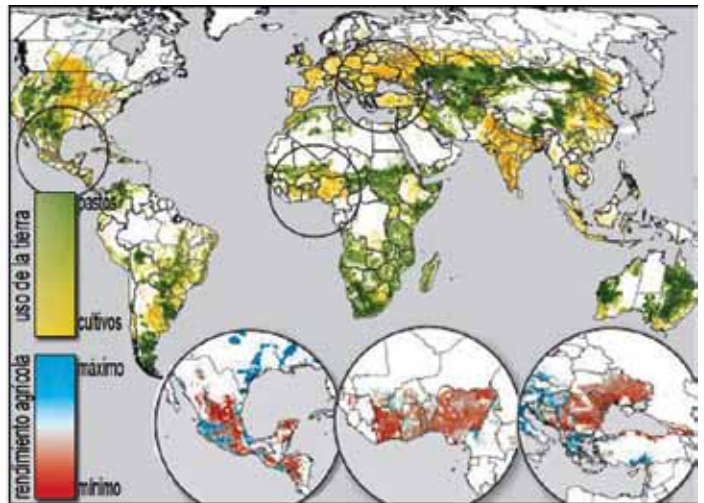 pastos
uso de la tierra
cultivos
máximo
rendimiento agrícola
mínimo